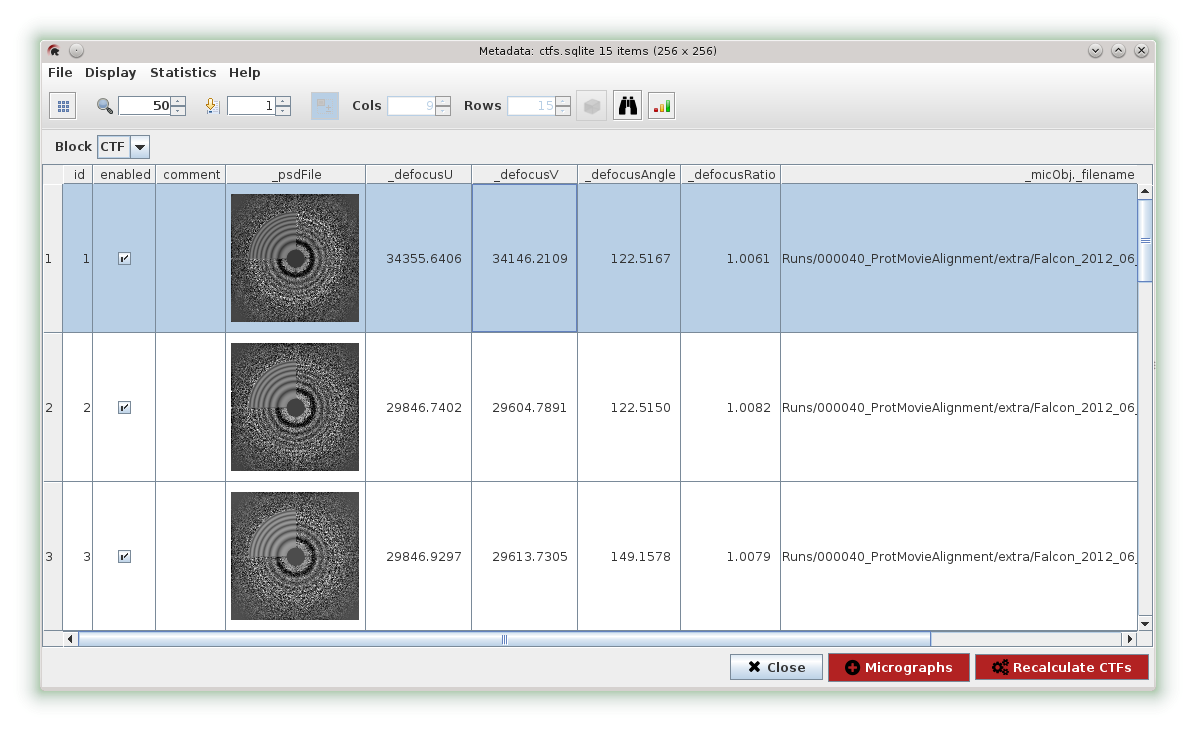 Metadata: ctfs.sqlite 15 items (256 x 256)
File Display Statistics Help
50 1 Cols 9 Rows 15
Block CTF
id enabled comment _psdFile _defocusU _defocusV _defocusAngle _defocusRatio _micObj._filename
1 1 34355.6406 34146.2109 122.5167 1.0061 Runs/000040_ProtMovieAlignment/extra/Falcon_2012_06_
2 2 29846.7402 29604.7891 122.5150 1.0082 Runs/000040_ProtMovieAlignment/extra/Falcon_2012_06_
3 3 29846.9297 29613.7305 149.1578 1.0079 Runs/000040_ProtMovieAlignment/extra/Falcon_2012_06_
Close Micrographs Recalculate CTFs